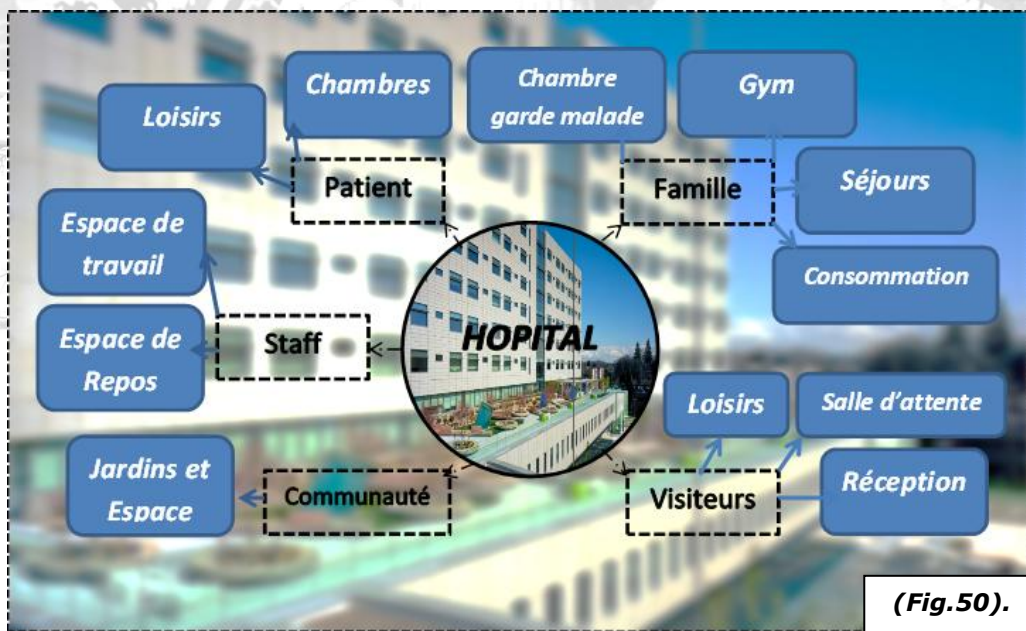 Loisirs
Chambres
Chambre
garde malade
Gym
Patient
Famille
Séjours
Espace de
travail
Consommation
Espace de
Repos
Staff
HOPITAL
Loisirs
Salle d'attente
Jardins et
Espace
Communauté
Visiteurs
Réception
(Fig.50).